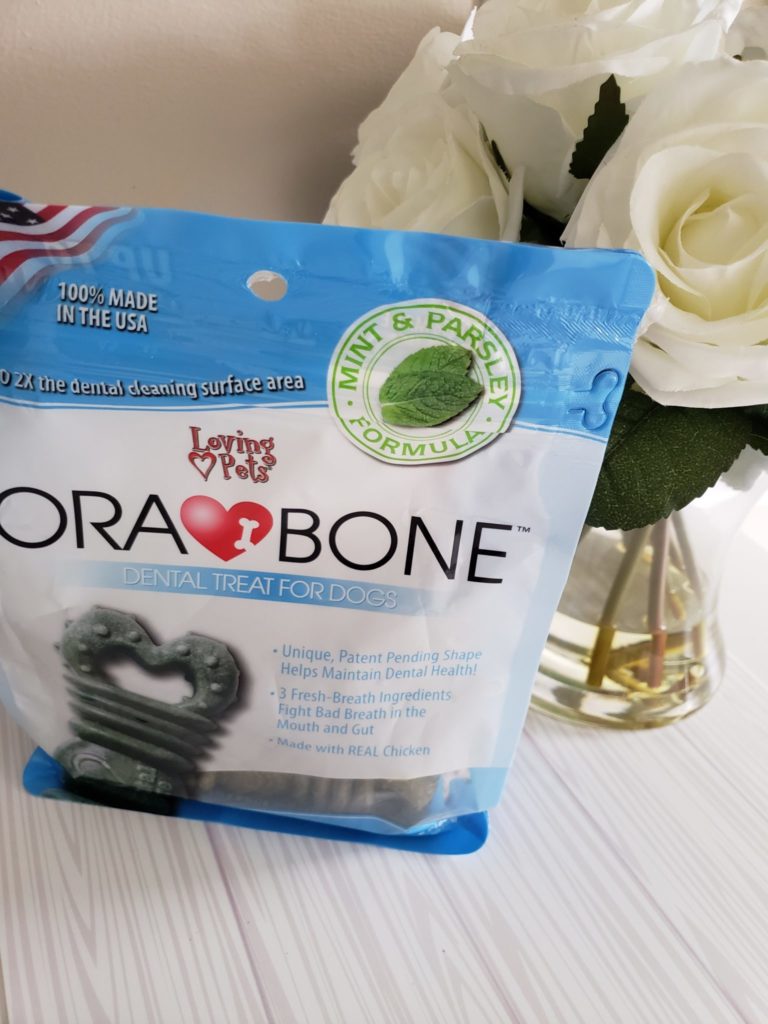 100% MADE
IN THE USA
2X the dental cleaning surface area
MINT & PARSLEY
FORMULA
Loving
Pets
ORA BONE™
DENTAL TREAT FOR DOGS
• Unique, Patent Pending Shape
Helps Maintain Dental Health!
• 3 Fresh-Breath Ingredients
Fight Bad Breath in the
Mouth and Gut
• Made with REAL Chicken